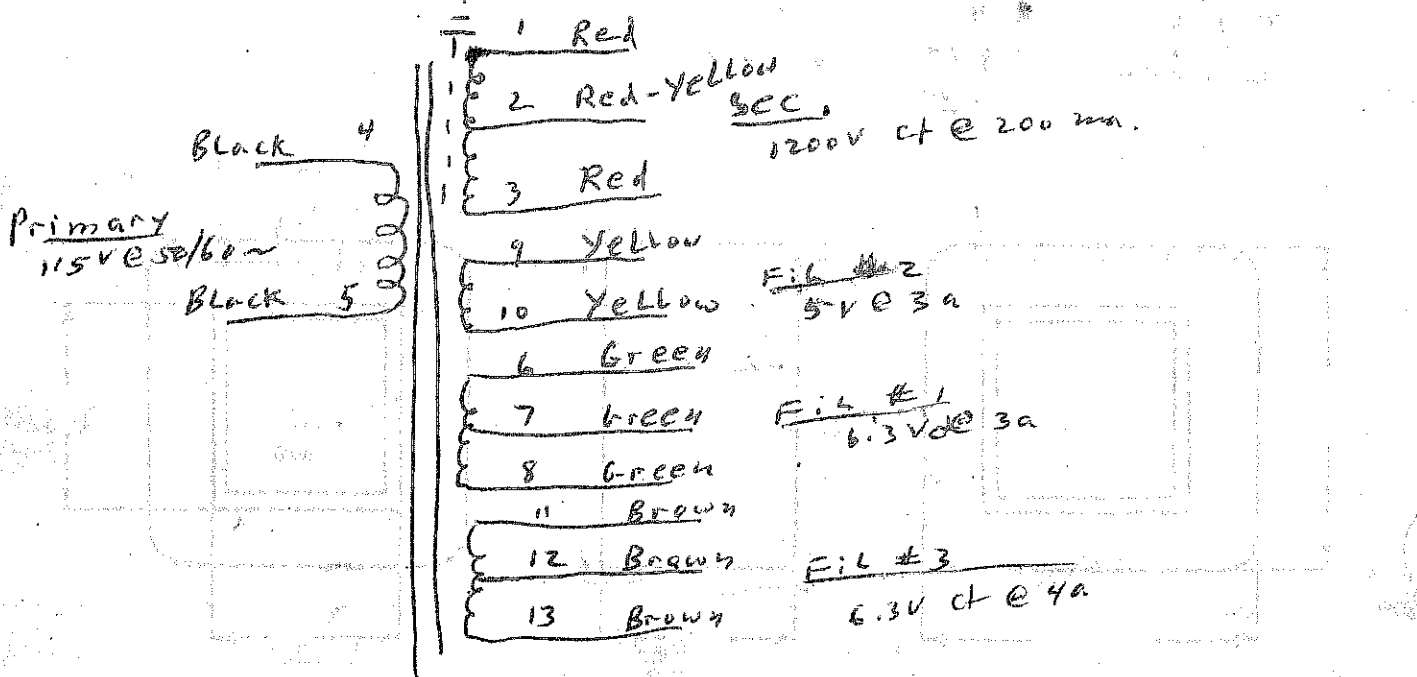 1 Red
2 Red-Yellow
Sec.
1200V ct @ 200 ma.
Black 4
3 Red
Primary
115V @ 50/60~
Black 5
9 Yellow
10 Yellow
Fil #2
5V @ 3a
6 Green
7 Green
8 Green
Fil #1
6.3V ct @ 3a
11 Brown
12 Brown
13 Brown
Fil #3
6.3V ct @ 4a